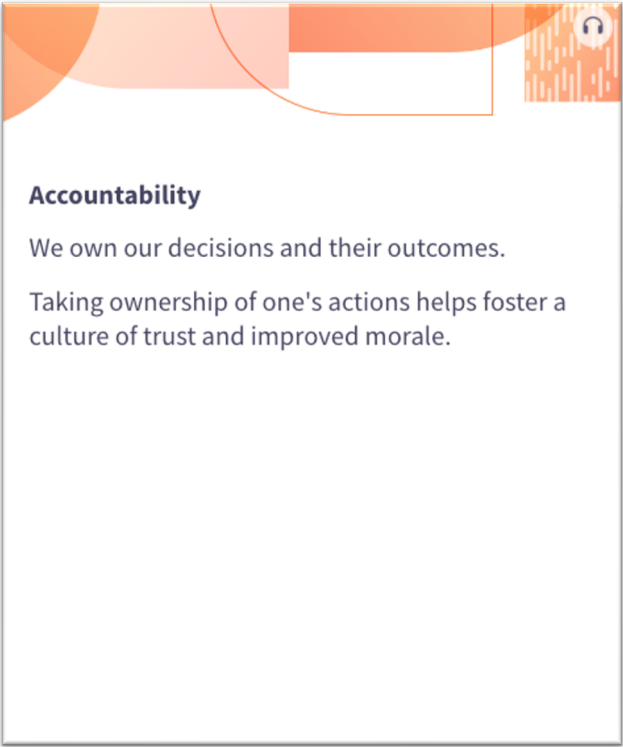 Accountability
We own our decisions and their outcomes.
Taking ownership of one's actions helps foster a
culture of trust and improved morale.